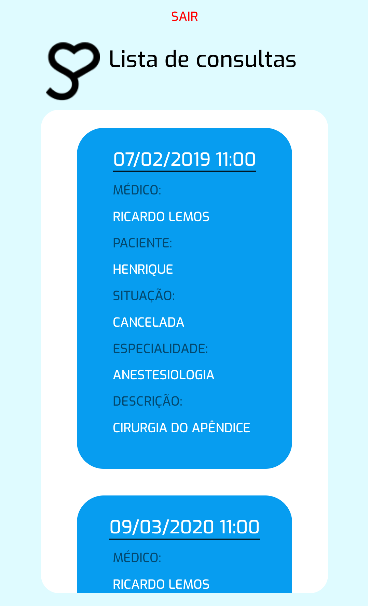 SAIR
Lista de consultas
07/02/2019 11:00
MÉDICO:
RICARDO LEMOS
PACIENTE:
HENRIQUE
SITUAÇÃO:
CANCELADA
ESPECIALIDADE:
ANESTESIOLOGIA
DESCRIÇÃO:
CIRURGIA DO APÊNDICE
09/03/2020 11:00
MÉDICO:
RICARDO LEMOS